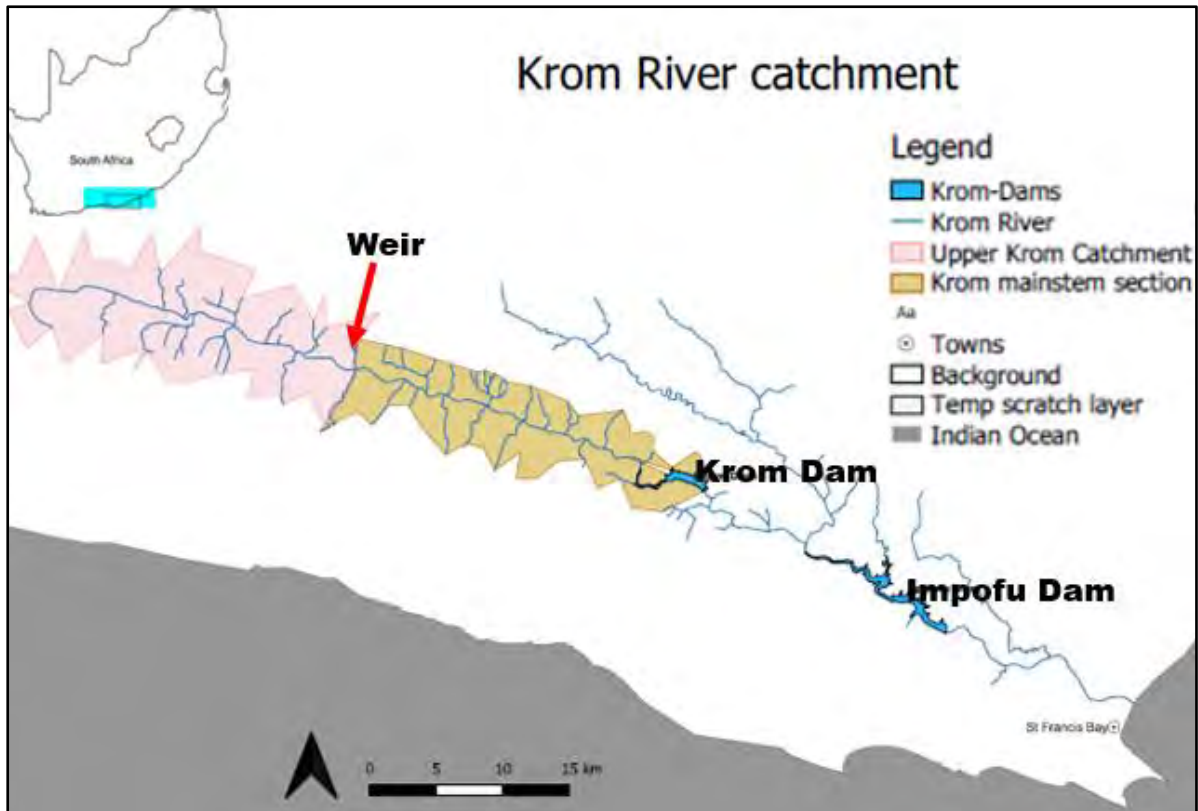 Krom River catchment
South Africa
Legend
Krom-Dams
Krom River
Upper Krom Catchment
Krom mainstem section
Aa
Towns
Background
Temp scratch layer
Indian Ocean
Weir
Krom Dam
Impofu Dam
St Francis Bay
0 5 10 15 km